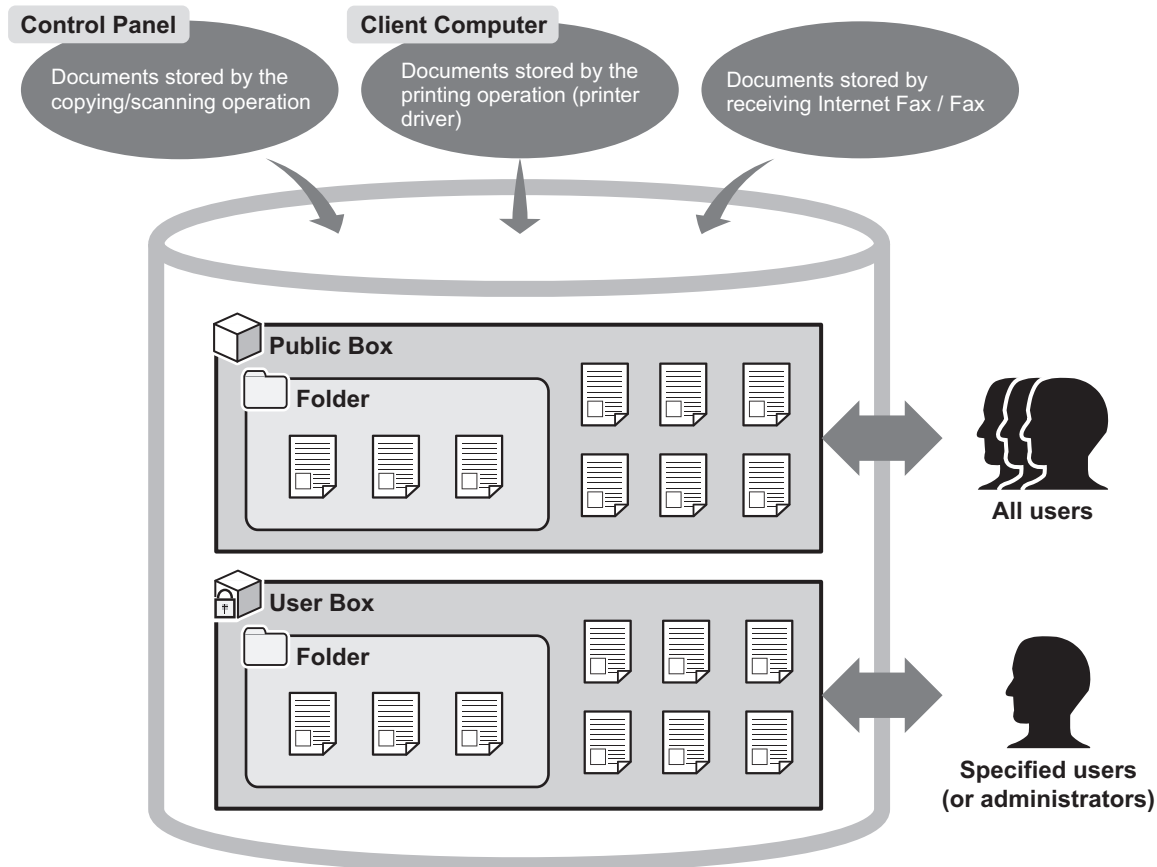 Control Panel
Documents stored by the
copying/scanning operation
Client Computer
Documents stored by the
printing operation (printer
driver)
Documents stored by
receiving Internet Fax / Fax
Public Box
Folder
All users
User Box
Folder
Specified users
(or administrators)